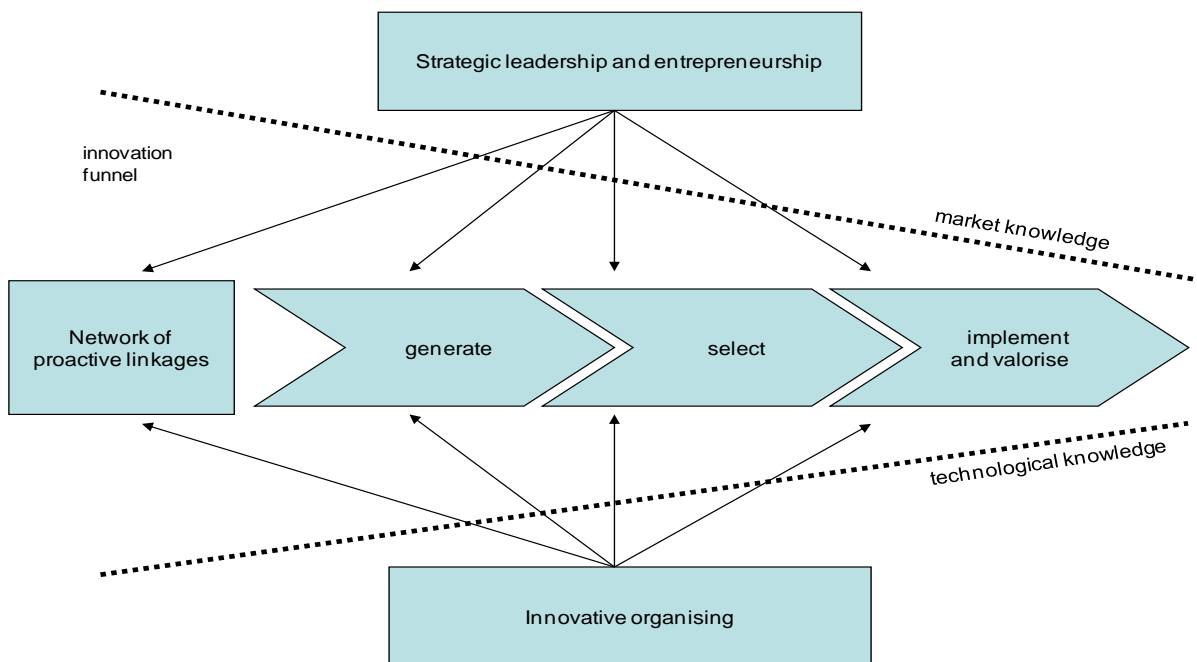 Strategic leadership and entrepreneurship
innovation
funnel
market knowledge
Network of
proactive linkages
generate
select
implement
and valorise
technological knowledge
Innovative organising